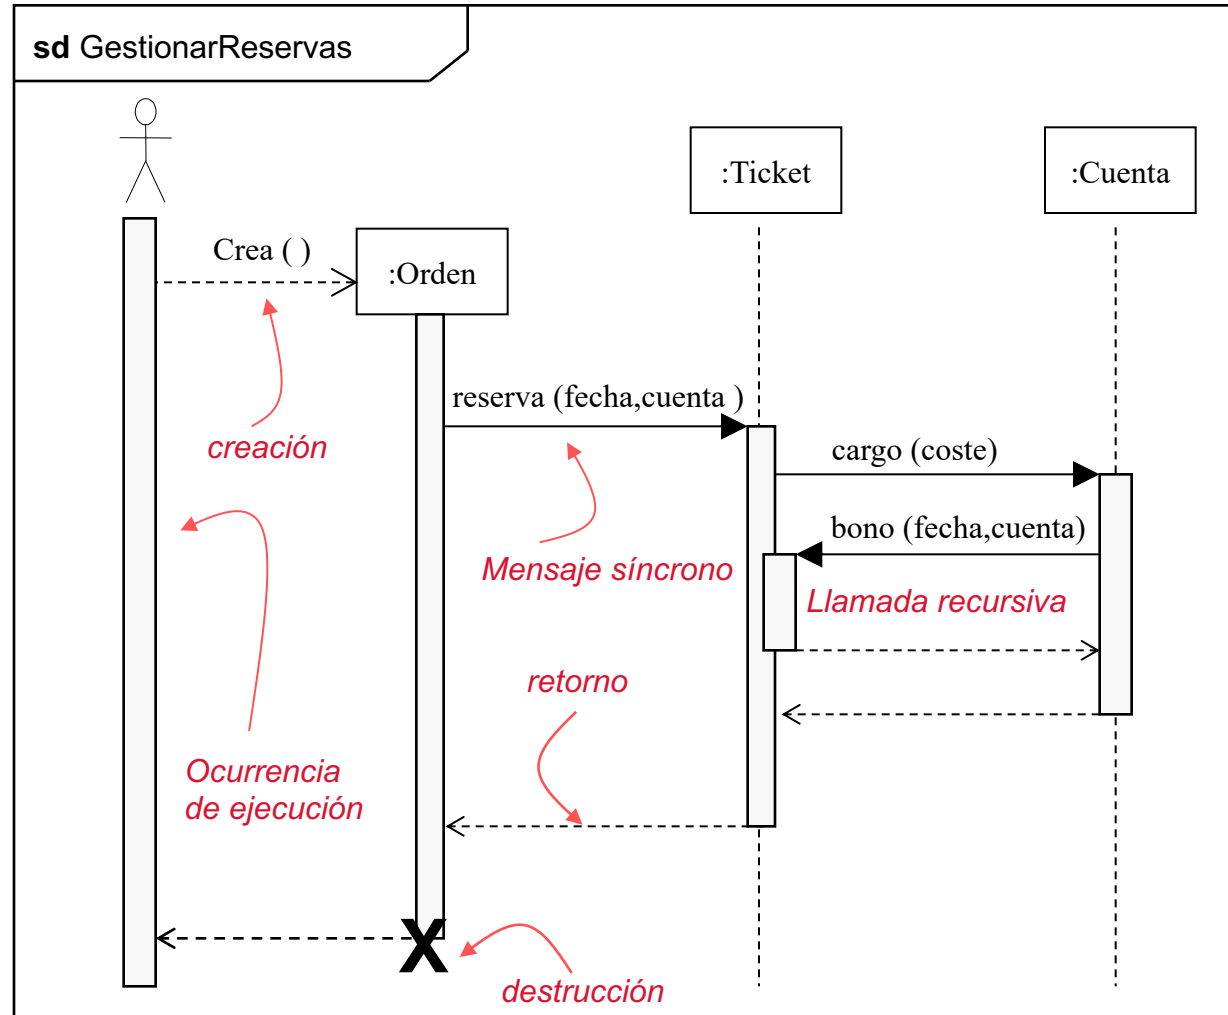 sd GestionarReservas
:Ticket
:Cuenta
Crea ( )
:Orden
reserva (fecha,cuenta )
creación
cargo (coste)
bono (fecha,cuenta)
Mensaje síncrono
Llamada recursiva
retorno
Ocurrencia
de ejecución
X
destrucción